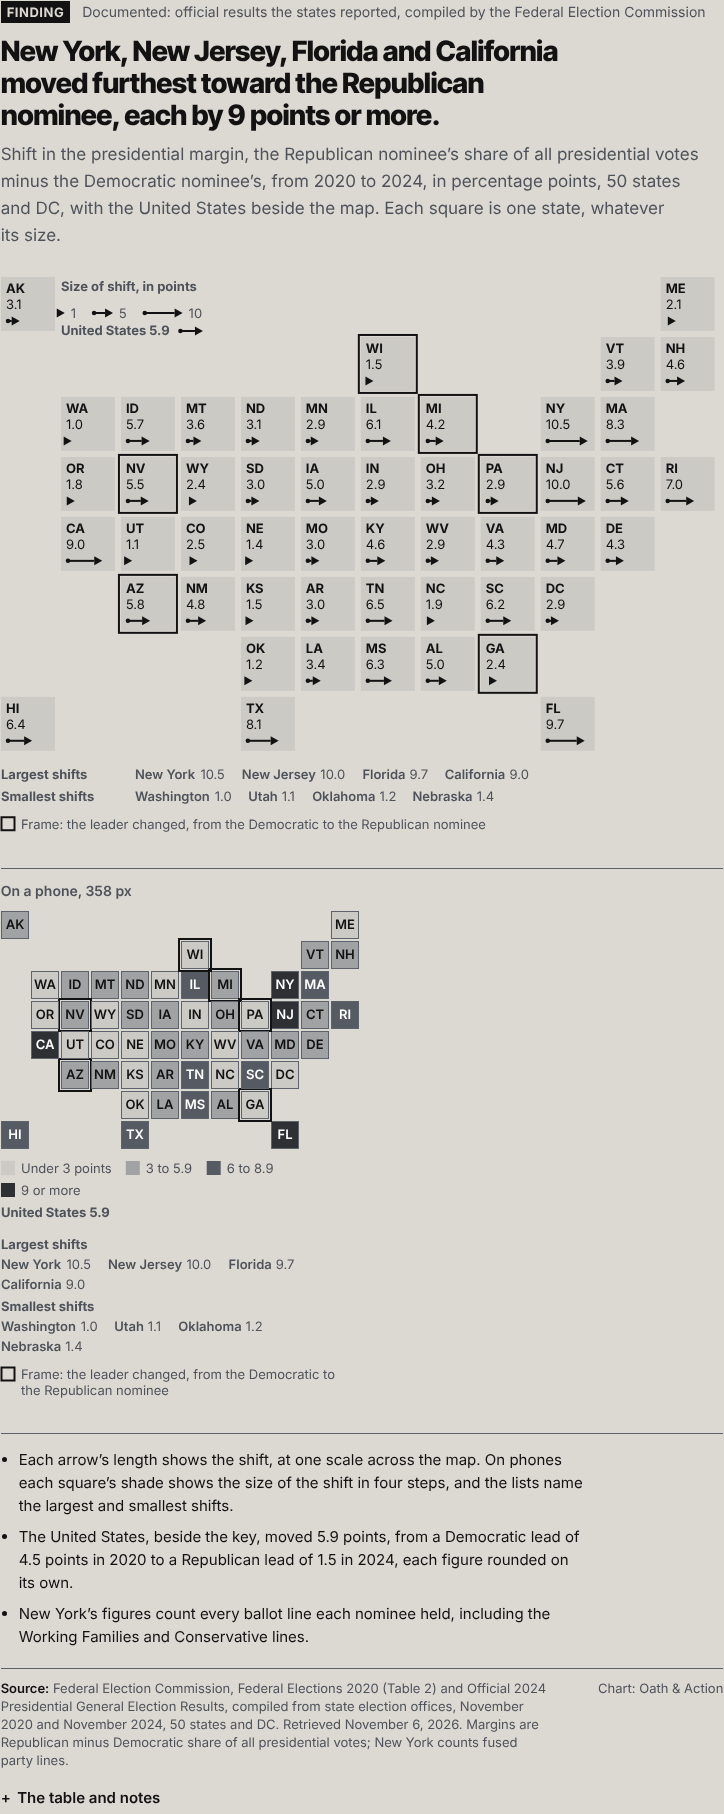 FINDING Documented: official results the states reported, compiled by the Federal Election Commission
New York, New Jersey, Florida and California
moved furthest toward the Republican
nominee, each by 9 points or more.
Shift in the presidential margin, the Republican nominee’s share of all presidential votes
minus the Democratic nominee’s, from 2020 to 2024, in percentage points, 50 states
and DC, with the United States beside the map. Each square is one state, whatever
its size.
AK Size of shift, in points ME
3.1 2.1
1 5 10
United States 5.9
WI VT NH
1.5 3.9 4.6
WA ID MT ND MN IL MI NY MA
1.0 5.7 3.6 3.1 2.9 6.1 4.2 10.5 8.3
OR NV WY SD IA IN OH PA NJ CT RI
1.8 5.5 2.4 3.0 5.0 2.9 3.2 2.9 10.0 5.6 7.0
CA UT CO NE MO KY WV VA MD DE
9.0 1.1 2.5 1.4 3.0 4.6 2.9 4.3 4.7 4.3
AZ NM KS AR TN NC SC DC
5.8 4.8 1.5 3.0 6.5 1.9 6.2 2.9
OK LA MS AL GA
1.2 3.4 6.3 5.0 2.4
HI TX FL
6.4 8.1 9.7
Largest shifts New York 10.5 New Jersey 10.0 Florida 9.7 California 9.0
Smallest shifts Washington 1.0 Utah 1.1 Oklahoma 1.2 Nebraska 1.4
Frame: the leader changed, from the Democratic to the Republican nominee
On a phone, 358 px
AK ME
WI VT NH
WA ID MT ND MN IL MI NY MA
OR NV WY SD IA IN OH PA NJ CT RI
CA UT CO NE MO KY WV VA MD DE
AZ NM KS AR TN NC SC DC
OK LA MS AL GA
HI TX FL
Under 3 points 3 to 5.9 6 to 8.9
9 or more
United States 5.9
Largest shifts
New York 10.5 New Jersey 10.0 Florida 9.7
California 9.0
Smallest shifts
Washington 1.0 Utah 1.1 Oklahoma 1.2
Nebraska 1.4
Frame: the leader changed, from the Democratic to
the Republican nominee
• Each arrow’s length shows the shift, at one scale across the map. On phones
each square’s shade shows the size of the shift in four steps, and the lists name
the largest and smallest shifts.
• The United States, beside the key, moved 5.9 points, from a Democratic lead of
4.5 points in 2020 to a Republican lead of 1.5 in 2024, each figure rounded on
its own.
• New York’s figures count every ballot line each nominee held, including the
Working Families and Conservative lines.
Source: Federal Election Commission, Federal Elections 2020 (Table 2) and Official 2024 Chart: Oath & Action
Presidential General Election Results, compiled from state election offices, November
2020 and November 2024, 50 states and DC. Retrieved November 6, 2026. Margins are
Republican minus Democratic share of all presidential votes; New York counts fused
party lines.
+ The table and notes